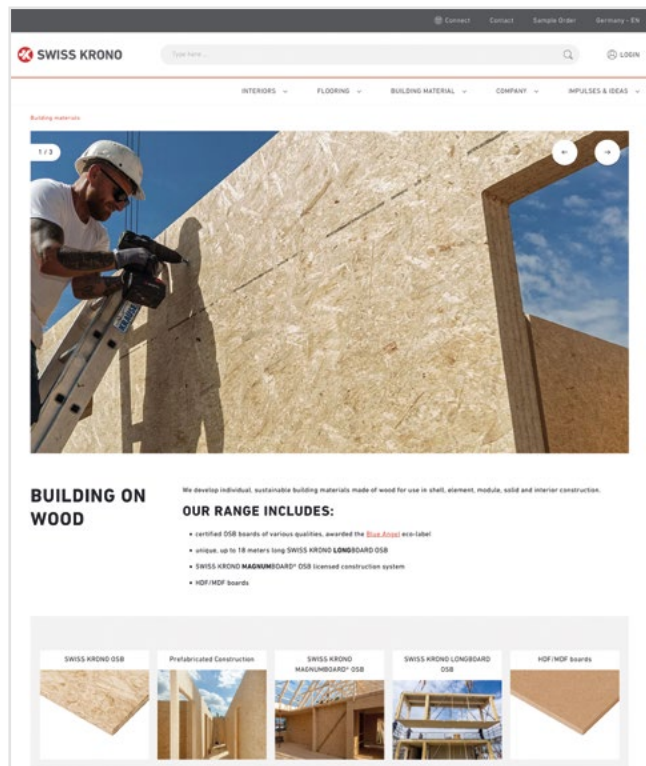 Connect Contact Sample Order Germany - EN
SWISS KRONO Type here... LOGIN
INTERIORS FLOORING BUILDING MATERIAL COMPANY IMPULSES & IDEAS
Building materials
1 / 3
BUILDING ON
WOOD
We develop individual, sustainable building materials made of wood for use in shell, element, module, solid and interior construction.
OUR RANGE INCLUDES:
• certified OSB boards of various qualities, awarded the Blue Angel eco-label
• unique, up to 18 meters long SWISS KRONO LONGBOARD OSB
• SWISS KRONO MAGNUMBOARD® OSB licensed construction system
• HDF/MDF boards
SWISS KRONO OSB
Prefabricated Construction
SWISS KRONO
MAGNUMBOARD® OSB
SWISS KRONO LONGBOARD
OSB
HDF/MDF boards